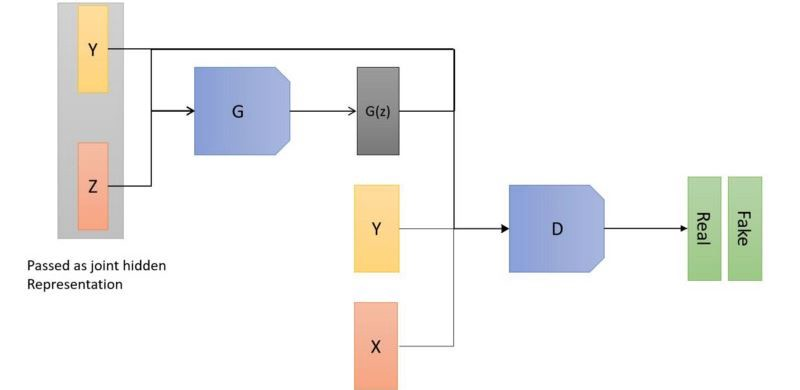 Y
G
G(z)
Z
Y
D
Real
Fake
Passed as joint hidden
Representation
X